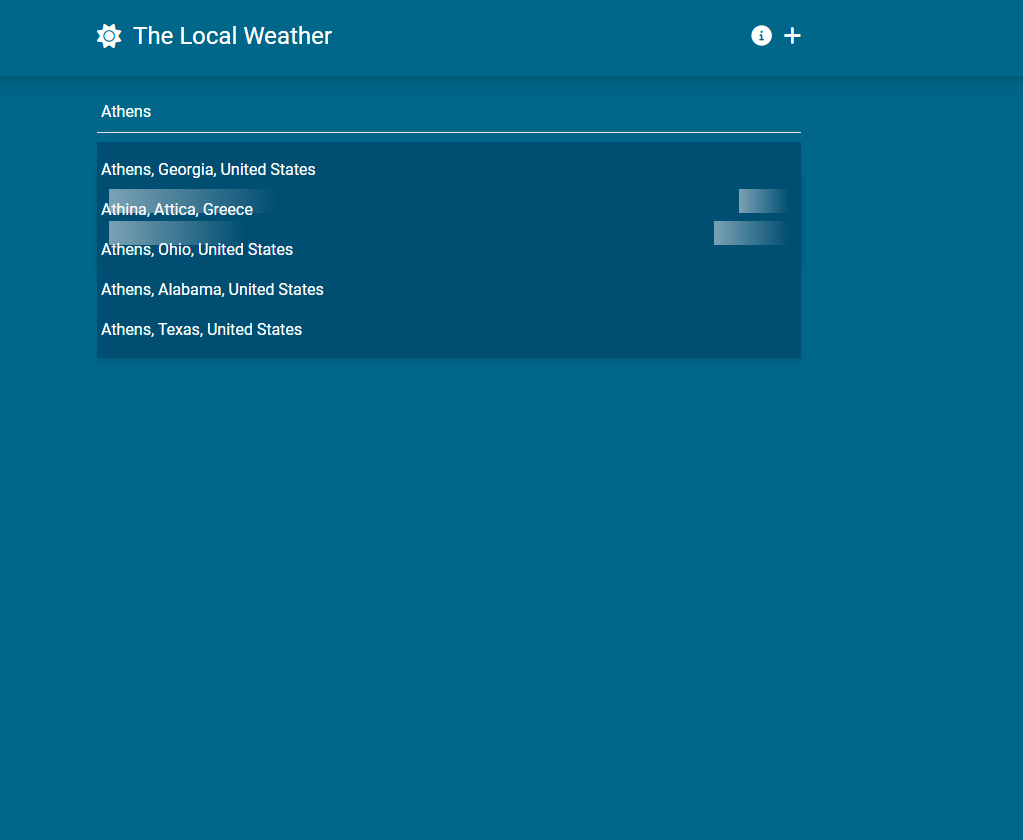 The Local Weather
Athens
Athens, Georgia, United States
Athina, Attica, Greece
Athens, Ohio, United States
Athens, Alabama, United States
Athens, Texas, United States